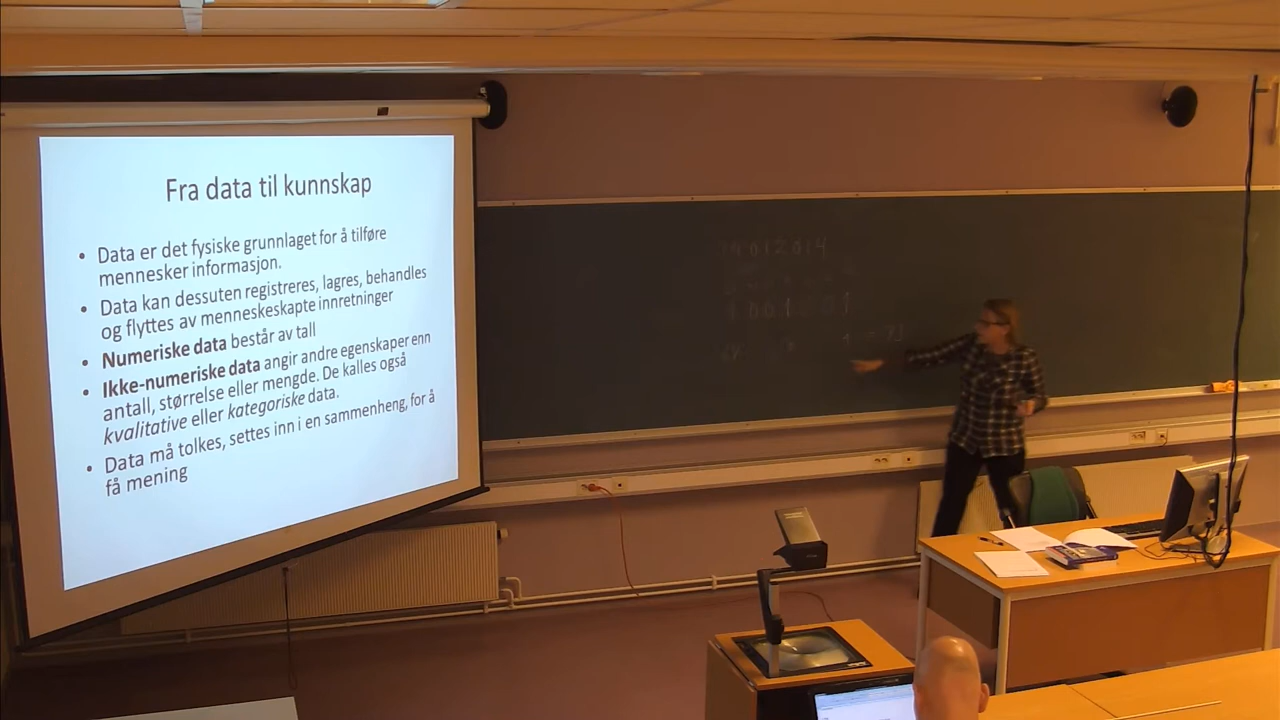 Fra data til kunnskap
• Data er det fysiske grunnlaget for å tilføre
mennesker informasjon.
• Data kan dessuten registreres, lagres, behandles
og flyttes av menneskeskapte innretninger
• Numeriske data består av tall
• Ikke-numeriske data angir andre egenskaper enn
antall, størrelse eller mengde. De kalles også
kvalitative eller kategoriske data.
• Data må tolkes, settes inn i en sammenheng, for å
få mening